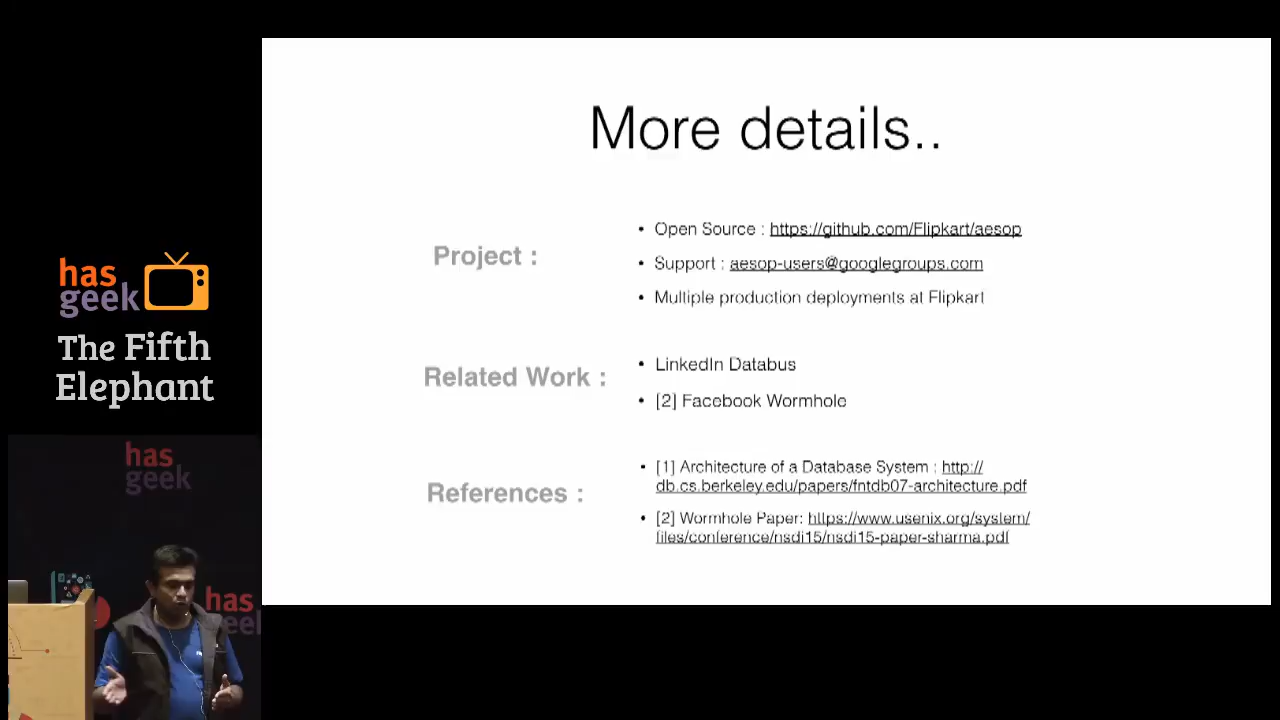 More details..
Project :
• Open Source : https://github.com/Flipkart/aesop
• Support : aesop-users@googlegroups.com
• Multiple production deployments at Flipkart
Related Work :
• LinkedIn Databus
• [2] Facebook Wormhole
References :
• [1] Architecture of a Database System : http://
db.cs.berkeley.edu/papers/fntdb07-architecture.pdf
• [2] Wormhole Paper: https://www.usenix.org/system/
files/conference/nsdi15/nsdi15-paper-sharma.pdf
has
geek
The Fifth
Elephant
has
geek
has
geek